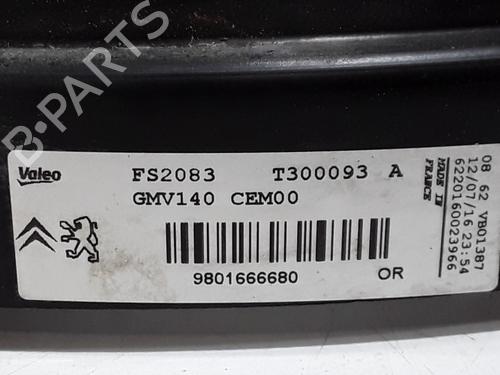 B-PARTS
Valeo
FS2083 T300093 A
GMV140 CEM00
9801666680
OR
MADE IN
FRANCE
08 62 VB01387
12/07/16 23:54
62201600023966